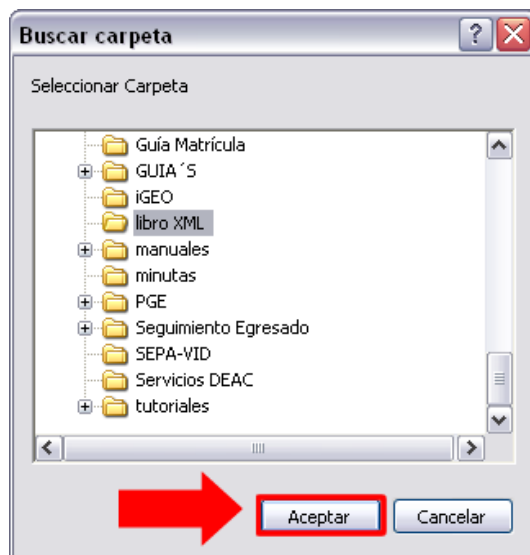 Buscar carpeta
Seleccionar Carpeta
Guía Matrícula
GUIA´S
iGEO
libro XML
manuales
minutas
PGE
Seguimiento Egresado
SEPA-VID
Servicios DEAC
tutoriales
Aceptar
Cancelar